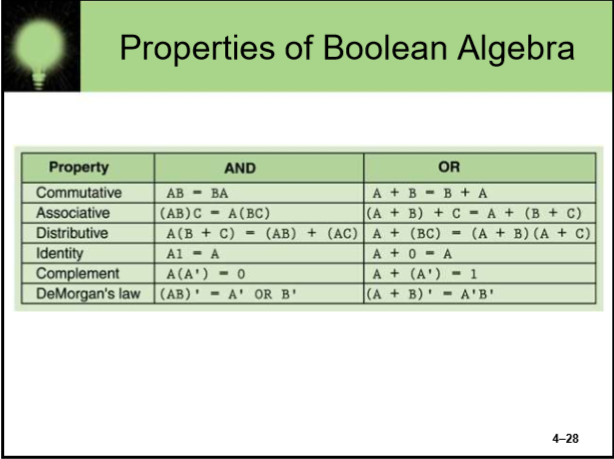 Properties of Boolean Algebra
Property AND OR
Commutative AB = BA A + B = B + A
Associative (AB)C = A(BC) (A + B) + C = A + (B + C)
Distributive A(B + C) = (AB) + (AC) A + (BC) = (A + B)(A + C)
Identity A1 = A A + 0 = A
Complement A(A') = 0 A + (A') = 1
DeMorgan's law (AB)' = A' OR B' (A + B)' = A'B'
4–28